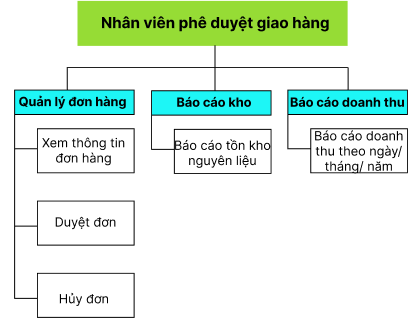 Nhân viên phê duyệt giao hàng
Quản lý đơn hàng
Báo cáo kho
Báo cáo doanh thu
Xem thông tin
đơn hàng
Duyệt đơn
Hủy đơn
Báo cáo tồn kho
nguyên liệu
Báo cáo doanh
thu theo ngày/
tháng/ năm